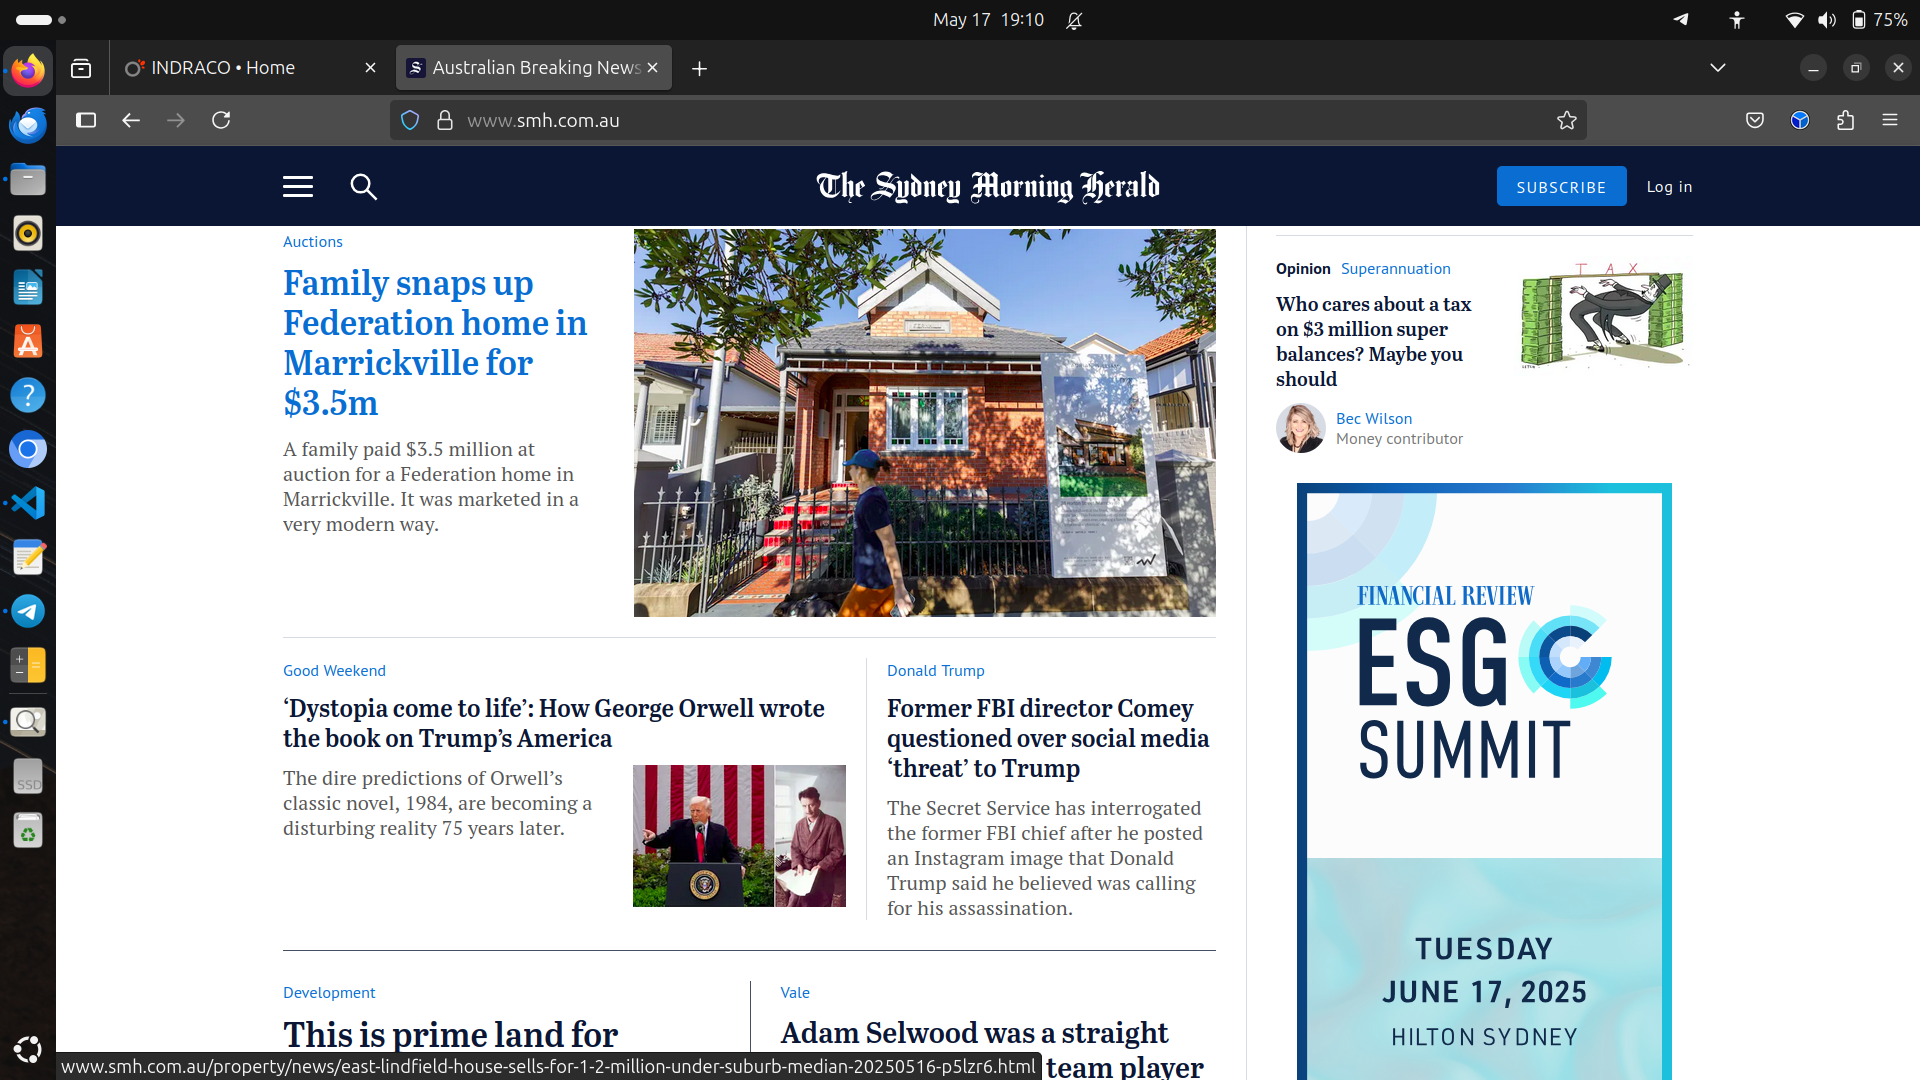 May 17 19:10
75%
INDRACO • Home
Australian Breaking News
www.smh.com.au
The Sydney Morning Herald
SUBSCRIBE
Log in
Auctions
Family snaps up
Federation home in
Marrickville for
$3.5m
A family paid $3.5 million at
auction for a Federation home in
Marrickville. It was marketed in a
very modern way.
Opinion Superannuation
Who cares about a tax
on $3 million super
balances? Maybe you
should
TAX
Bec Wilson
Money contributor
Good Weekend
‘Dystopia come to life’: How George Orwell wrote
the book on Trump’s America
The dire predictions of Orwell’s
classic novel, 1984, are becoming a
disturbing reality 75 years later.
Donald Trump
Former FBI director Comey
questioned over social media
‘threat’ to Trump
The Secret Service has interrogated
the former FBI chief after he posted
an Instagram image that Donald
Trump said he believed was calling
for his assassination.
FINANCIAL REVIEW
ESG
SUMMIT
TUESDAY
JUNE 17, 2025
HILTON SYDNEY
Development
This is prime land for
Vale
Adam Selwood was a straight
team player
SSD
www.smh.com.au/property/news/east-lindfield-house-sells-for-1-2-million-under-suburb-median-20250516-p5lzr6.html